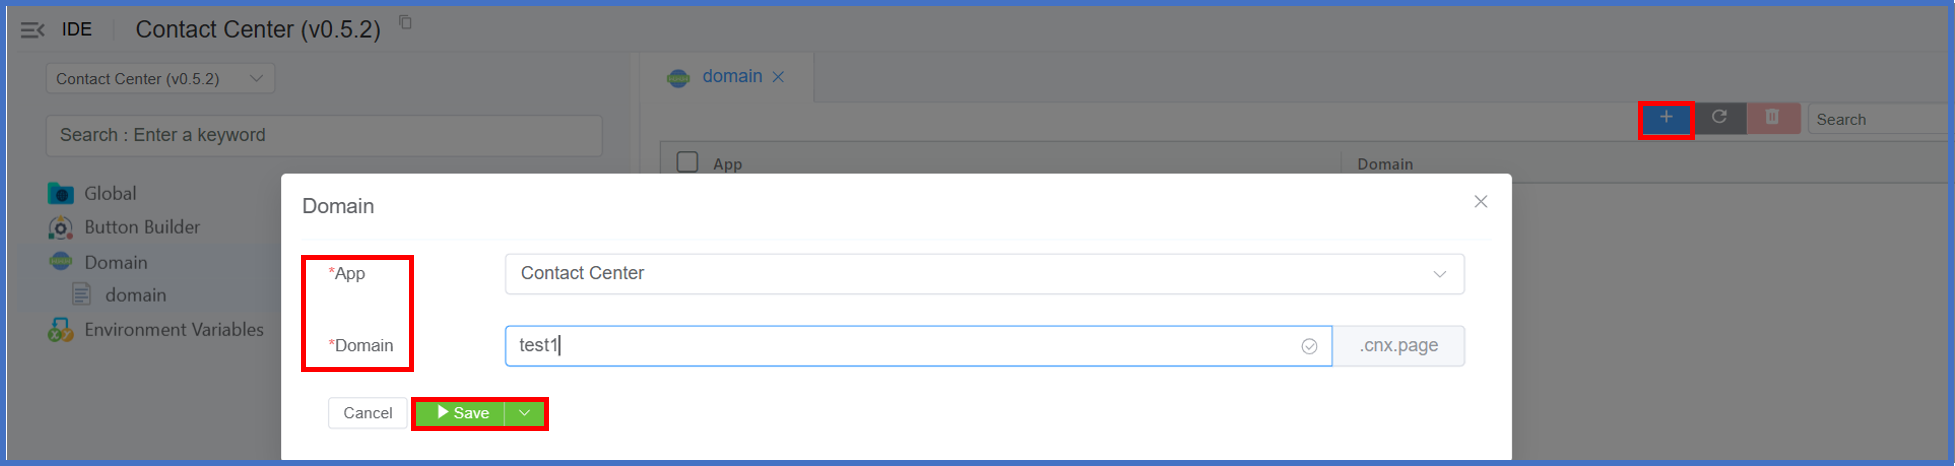 IDE
Contact Center (v0.5.2)
Contact Center (v0.5.2)
domain
Search : Enter a keyword
Search
App
Domain
Global
Button Builder
Domain
domain
Environment Variables
Domain
*App
Contact Center
*Domain
test1
.cnx.page
Cancel
Save